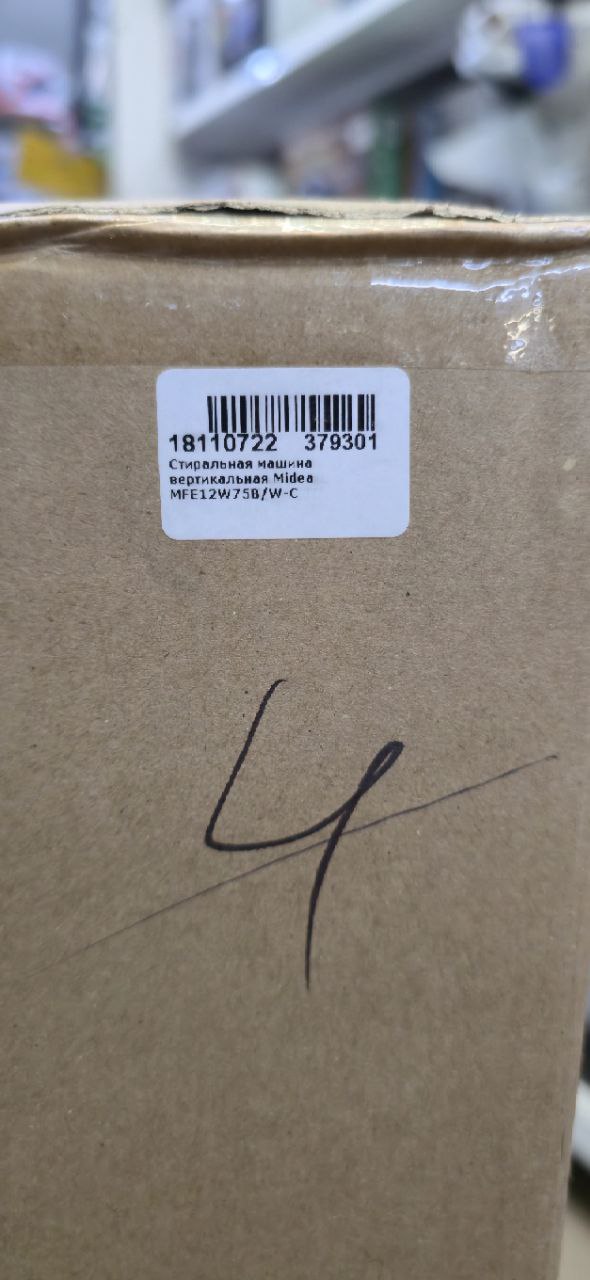 18110722 379301
Стиральная машина
вертикальная Midea
MFE12W75B/W-C
4